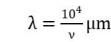 λ = 10⁴/ν μm